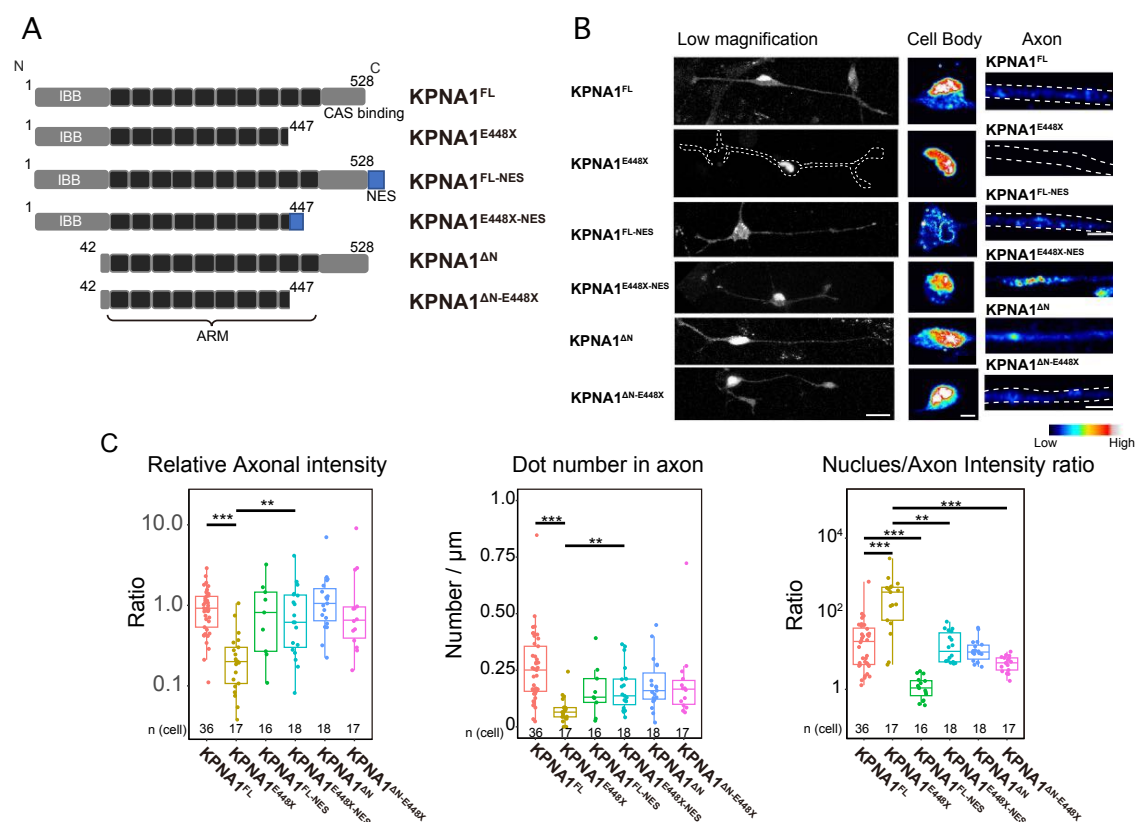 A
N
C
1
528
IBB
CAS binding
KPNA1FL
1
447
IBB
KPNA1E448X
1
528
IBB
NES
KPNA1FL-NES
1
447
IBB
KPNA1E448X-NES
42
528
KPNA1ΔN
42
447
KPNA1ΔN-E448X
ARM
B
Low magnification
Cell Body
Axon
KPNA1FL
KPNA1E448X
KPNA1FL-NES
KPNA1E448X-NES
KPNA1ΔN
KPNA1ΔN-E448X
KPNA1FL
KPNA1E448X
KPNA1FL-NES
KPNA1E448X-NES
KPNA1ΔN
KPNA1ΔN-E448X
Low
High
C
Relative Axonal intensity
Ratio
10.0
1.0
0.1
***
**
n (cell)
36 17 16 18 18 17
KPNA1FL
KPNA1E448X
KPNA1FL-NES
KPNA1E448X-NES
KPNA1ΔN
KPNA1ΔN-E448X
Dot number in axon
Number / µm
1.0
0.75
0.50
0.25
0
***
**
n (cell)
36 17 16 18 18 17
KPNA1FL
KPNA1E448X
KPNA1FL-NES
KPNA1E448X-NES
KPNA1ΔN
KPNA1ΔN-E448X
Nuclues/Axon Intensity ratio
Ratio
104
102
1
***
**
***
***
n (cell)
36 17 16 18 18 17
KPNA1FL
KPNA1E448X
KPNA1FL-NES
KPNA1E448X-NES
KPNA1ΔN
KPNA1ΔN-E448X